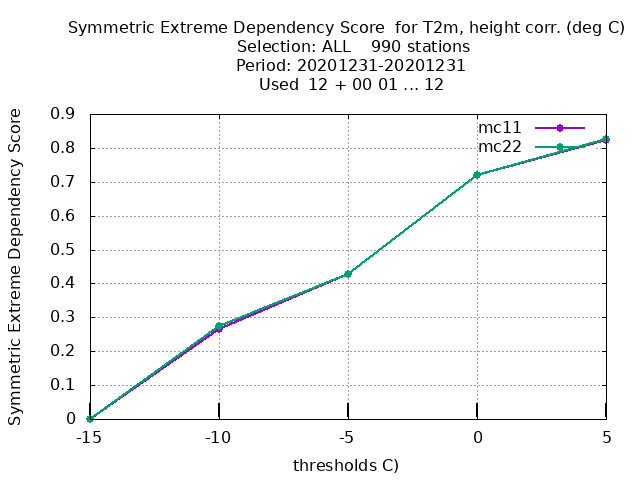 Symmetric Extreme Dependency Score  for T2m, height corr. (deg C)
Selection: ALL    990 stations
Period: 20201231-20201231
Used  12 + 00 01 ... 12
mc11
mc22
Symmetric Extreme Dependency Score
0.9
0.8
0.7
0.6
0.5
0.4
0.3
0.2
0.1
0
-15 -10 -5 0 5
thresholds C)